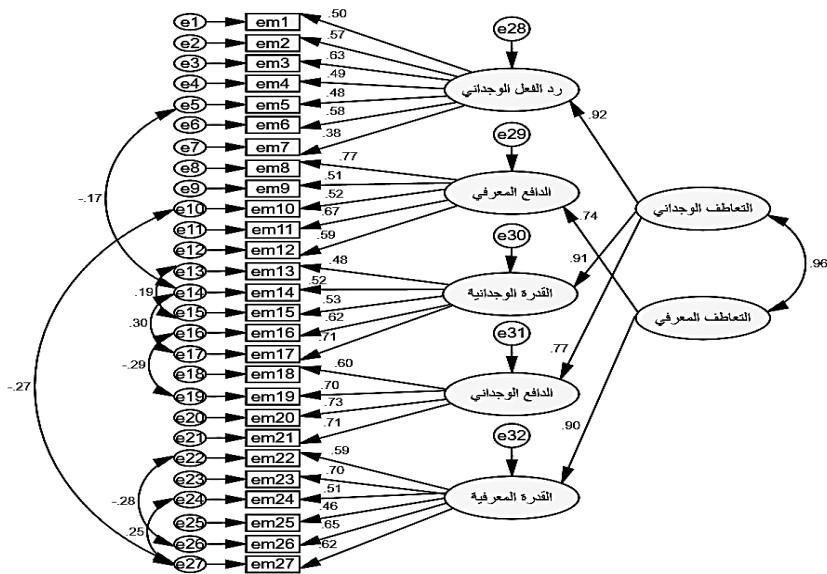 e1 em1 .50 e28
e2 em2 .57
e3 em3 .63
e4 em4 .49 رد الفعل الوجداني
e5 em5 .48 .92
e6 em6 .58
e7 em7 .38 e29
e8 em8 .77
e9 em9 .51
-.17 e10 em10 .52 الدافع المعرفي التعاطف الوجداني
e11 em11 .67 .74
e12 em12 .59 e30
e13 em13 .48 .91 .96
.19 e14 em14 .52 القدرة الوجدانية
e15 em15 .53
.30 e16 em16 .62 التعاطف المعرفي
e17 em17 .71 e31 .77
-.29 e18 em18 .60
-.27 e19 em19 .70 الدافع الوجداني
e20 em20 .73
e21 em21 .71 e32 .90
e22 em22 .59
e23 em23 .70
-.28 e24 em24 .51 القدرة المعرفية
e25 em25 .46
.25 e26 em26 .65
e27 em27 .62